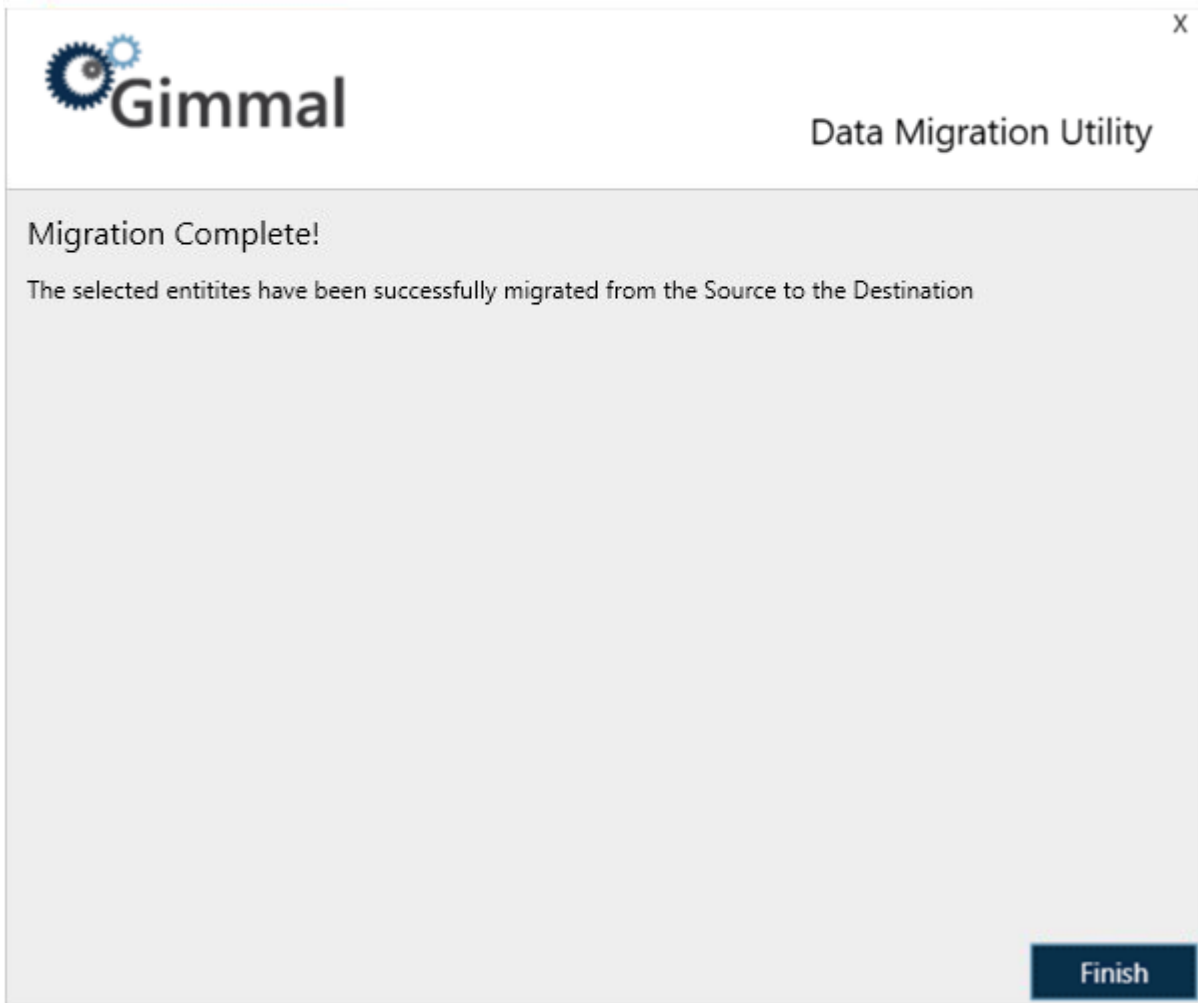 X
Gimmal
Data Migration Utility
Migration Complete!
The selected entitites have been successfully migrated from the Source to the Destination
Finish